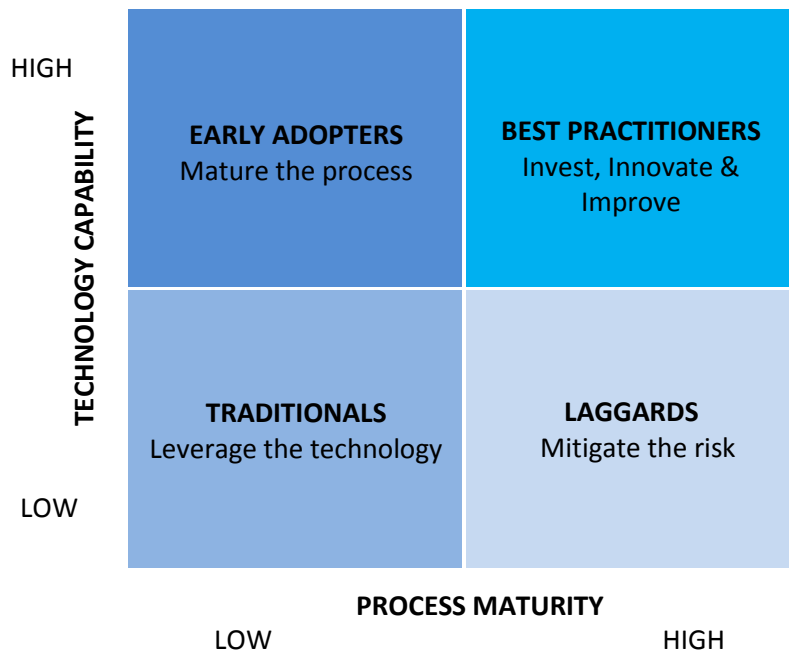 HIGH
TECHNOLOGY CAPABILITY
LOW
EARLY ADOPTERS
Mature the process
BEST PRACTITIONERS
Invest, Innovate &
Improve
TRADITIONALS
Leverage the technology
LAGGARDS
Mitigate the risk
PROCESS MATURITY
LOW
HIGH